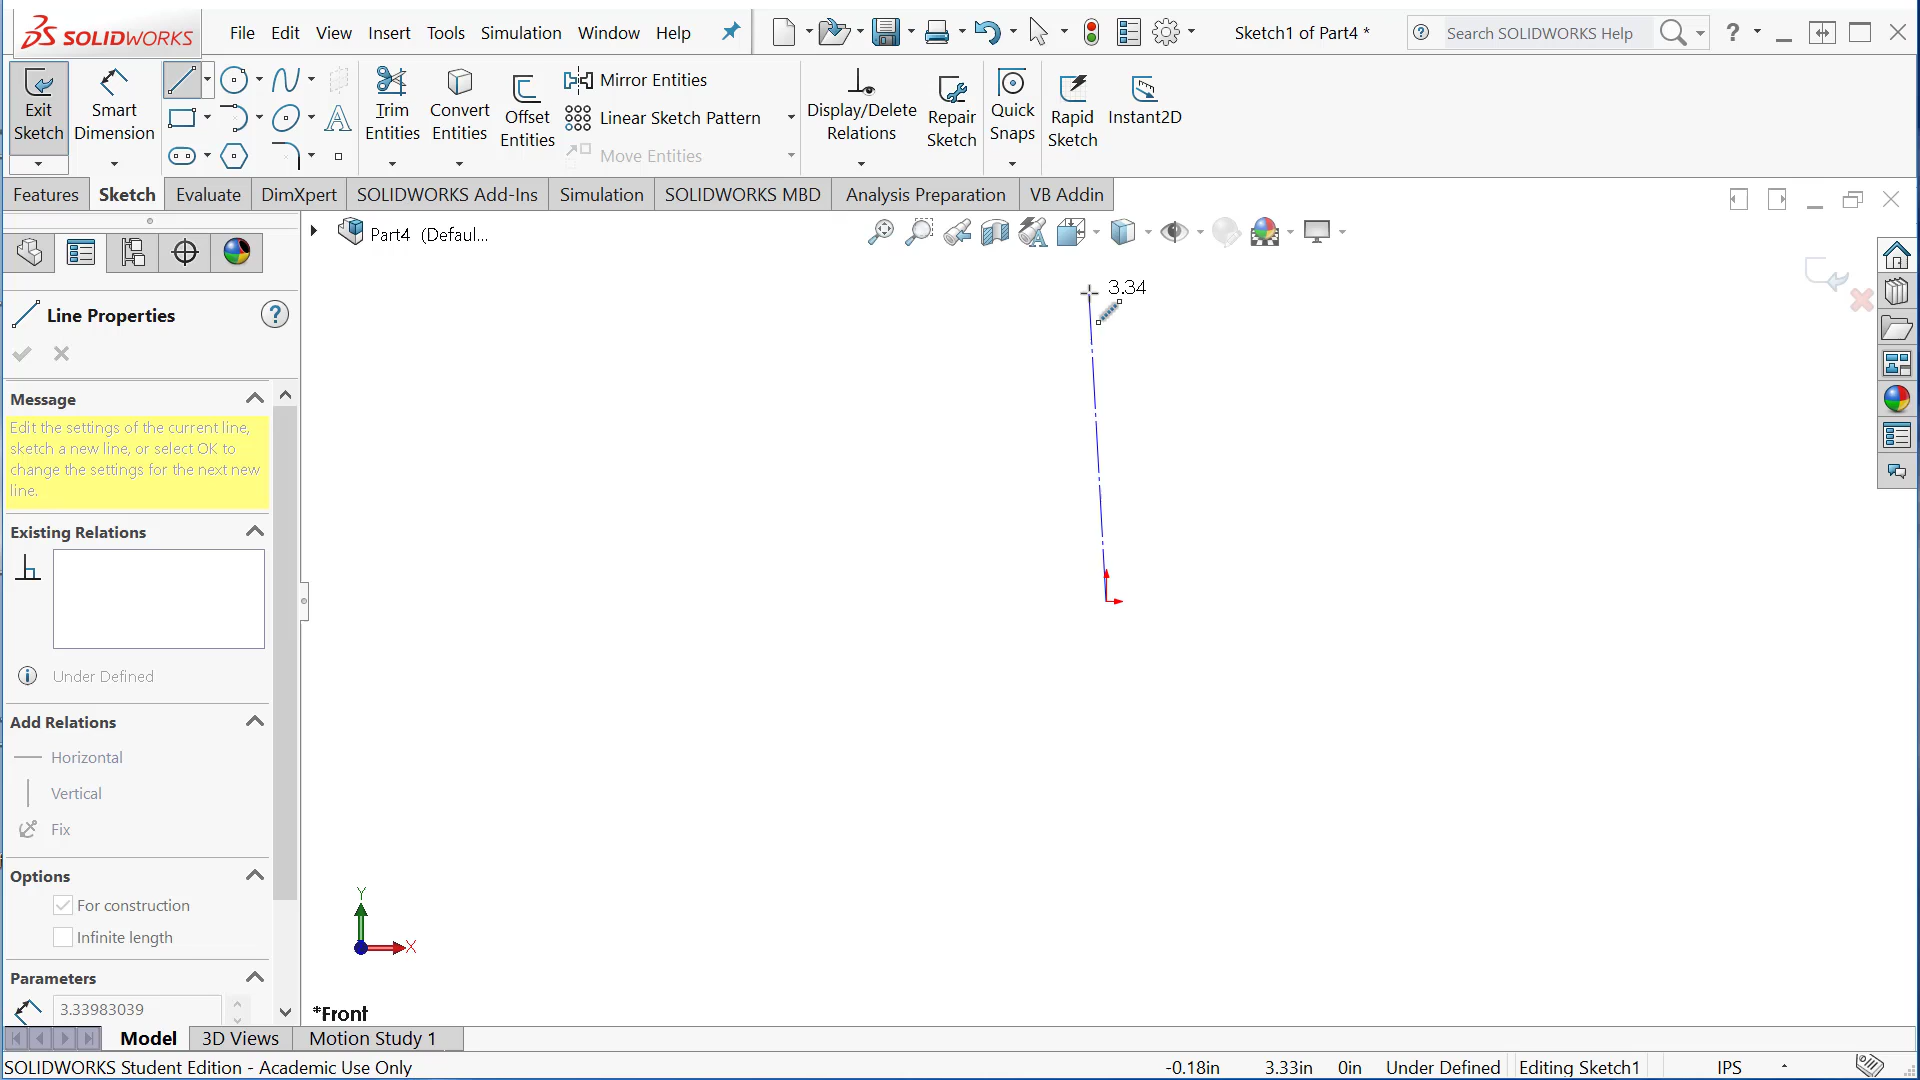 SOLIDWORKS
File Edit View Insert Tools Simulation Window Help
Sketch1 of Part4 *
Search SOLIDWORKS Help
Exit Sketch
Smart Dimension
Trim Entities
Convert Entities
Offset Entities
Mirror Entities
Linear Sketch Pattern
Move Entities
Display/Delete Relations
Repair Sketch
Quick Snaps
Rapid Sketch
Instant2D
Features Sketch Evaluate DimXpert SOLIDWORKS Add-Ins Simulation SOLIDWORKS MBD Analysis Preparation VB Addin
Part4 (Defaul...
3.34
Line Properties
Message
Edit the settings of the current line,
sketch a new line, or select OK to
change the settings for the next new
line.
Existing Relations
Under Defined
Add Relations
Horizontal
Vertical
Fix
Options
For construction
Infinite length
Parameters
3.33983039
Y
X
*Front
Model 3D Views Motion Study 1
SOLIDWORKS Student Edition - Academic Use Only
-0.18in 3.33in 0in Under Defined Editing Sketch1 IPS